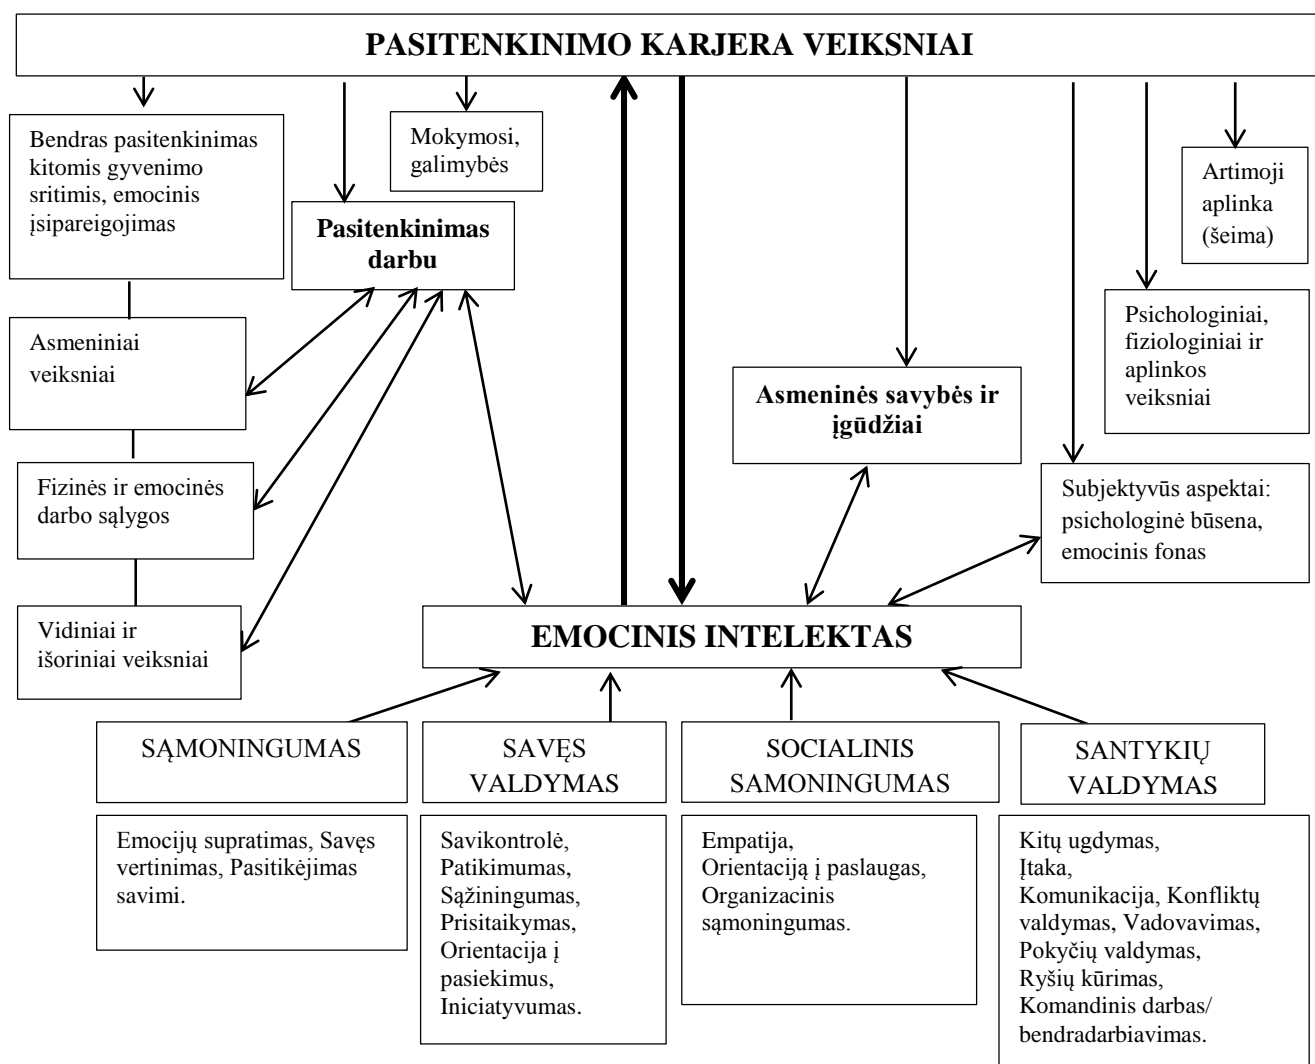 PASITENKINIMO KARJERA VEIKSNIAI
Bendras pasitenkinimas
kitomis gyvenimo
sritimis, emocinis
įsipareigojimas
Mokymosi,
galimybės
Pasitenkinimas
darbu
Artimoji
aplinka
(šeima)
Asmeniniai
veiksniai
Psichologiniai,
fiziologiniai ir
aplinkos
veiksniai
Asmeninės savybės ir
įgūdžiai
Fizinės ir emocinės
darbo sąlygos
Subjektyvūs aspektai:
psichologinė būsena,
emocinis fonas
Vidiniai ir
išoriniai veiksniai
EMOCINIS INTELEKTAS
SĄMONINGUMAS
SAVĘS
VALDYMAS
SOCIALINIS
SAMONINGUMAS
SANTYKIŲ
VALDYMAS
Emocijų supratimas, Savęs
vertinimas, Pasitikėjimas
savimi.
Savikontrolė,
Patikimumas,
Sąžiningumas,
Prisitaikymas,
Orientacija į
pasiekimus,
Iniciatyvumas.
Empatija,
Orientaciją į paslaugas,
Organizacinis
sąmoningumas.
Kitų ugdymas,
Įtaka,
Komunikacija, Konfliktų
valdymas, Vadovavimas,
Pokyčių valdymas,
Ryšių kūrimas,
Komandinis darbas/
bendradarbiavimas.